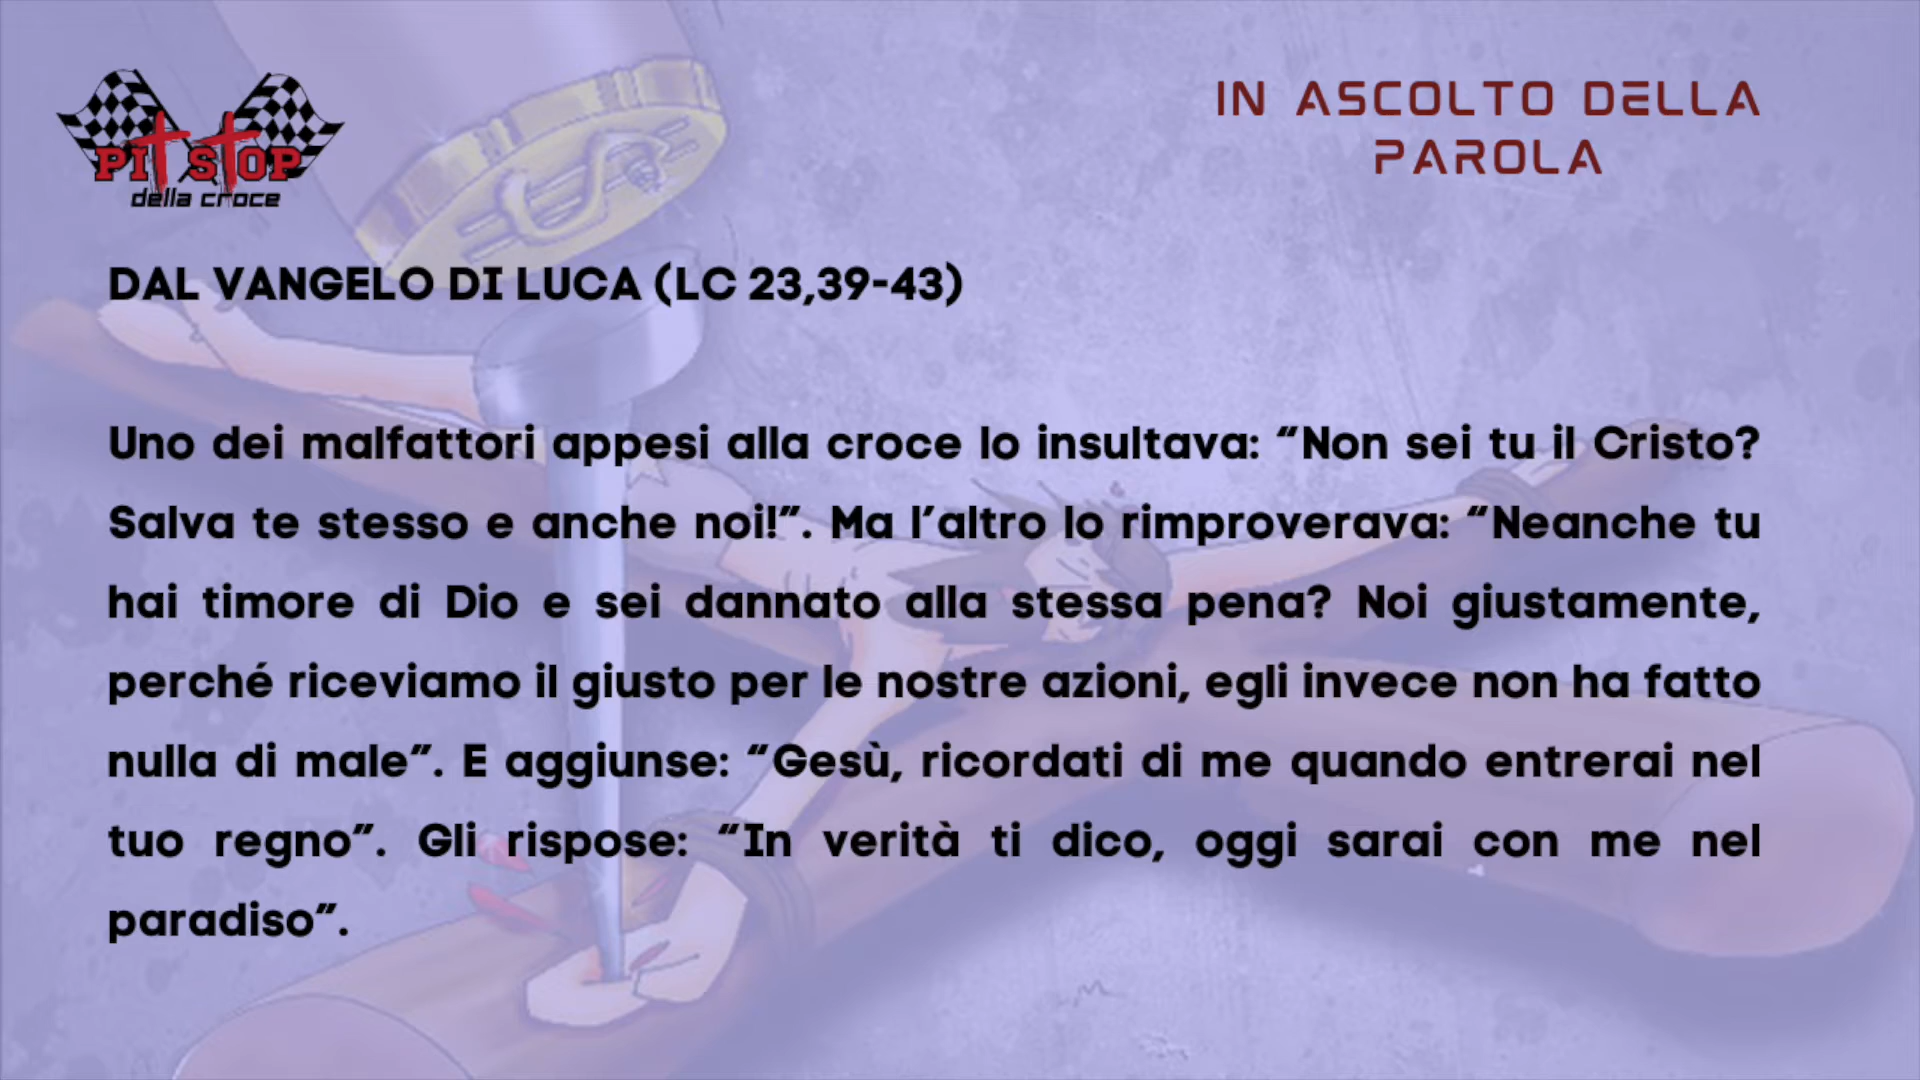 PIT STOP
della croce
IN ASCOLTO DELLA
PAROLA
DAL VANGELO DI LUCA (LC 23,39-43)
Uno dei malfattori appesi alla croce lo insultava: “Non sei tu il Cristo?
Salva te stesso e anche noi!”. Ma l’altro lo rimproverava: “Neanche tu
hai timore di Dio e sei dannato alla stessa pena? Noi giustamente,
perché riceviamo il giusto per le nostre azioni, egli invece non ha fatto
nulla di male”. E aggiunse: “Gesù, ricordati di me quando entrerai nel
tuo regno”. Gli rispose: “In verità ti dico, oggi sarai con me nel
paradiso”.